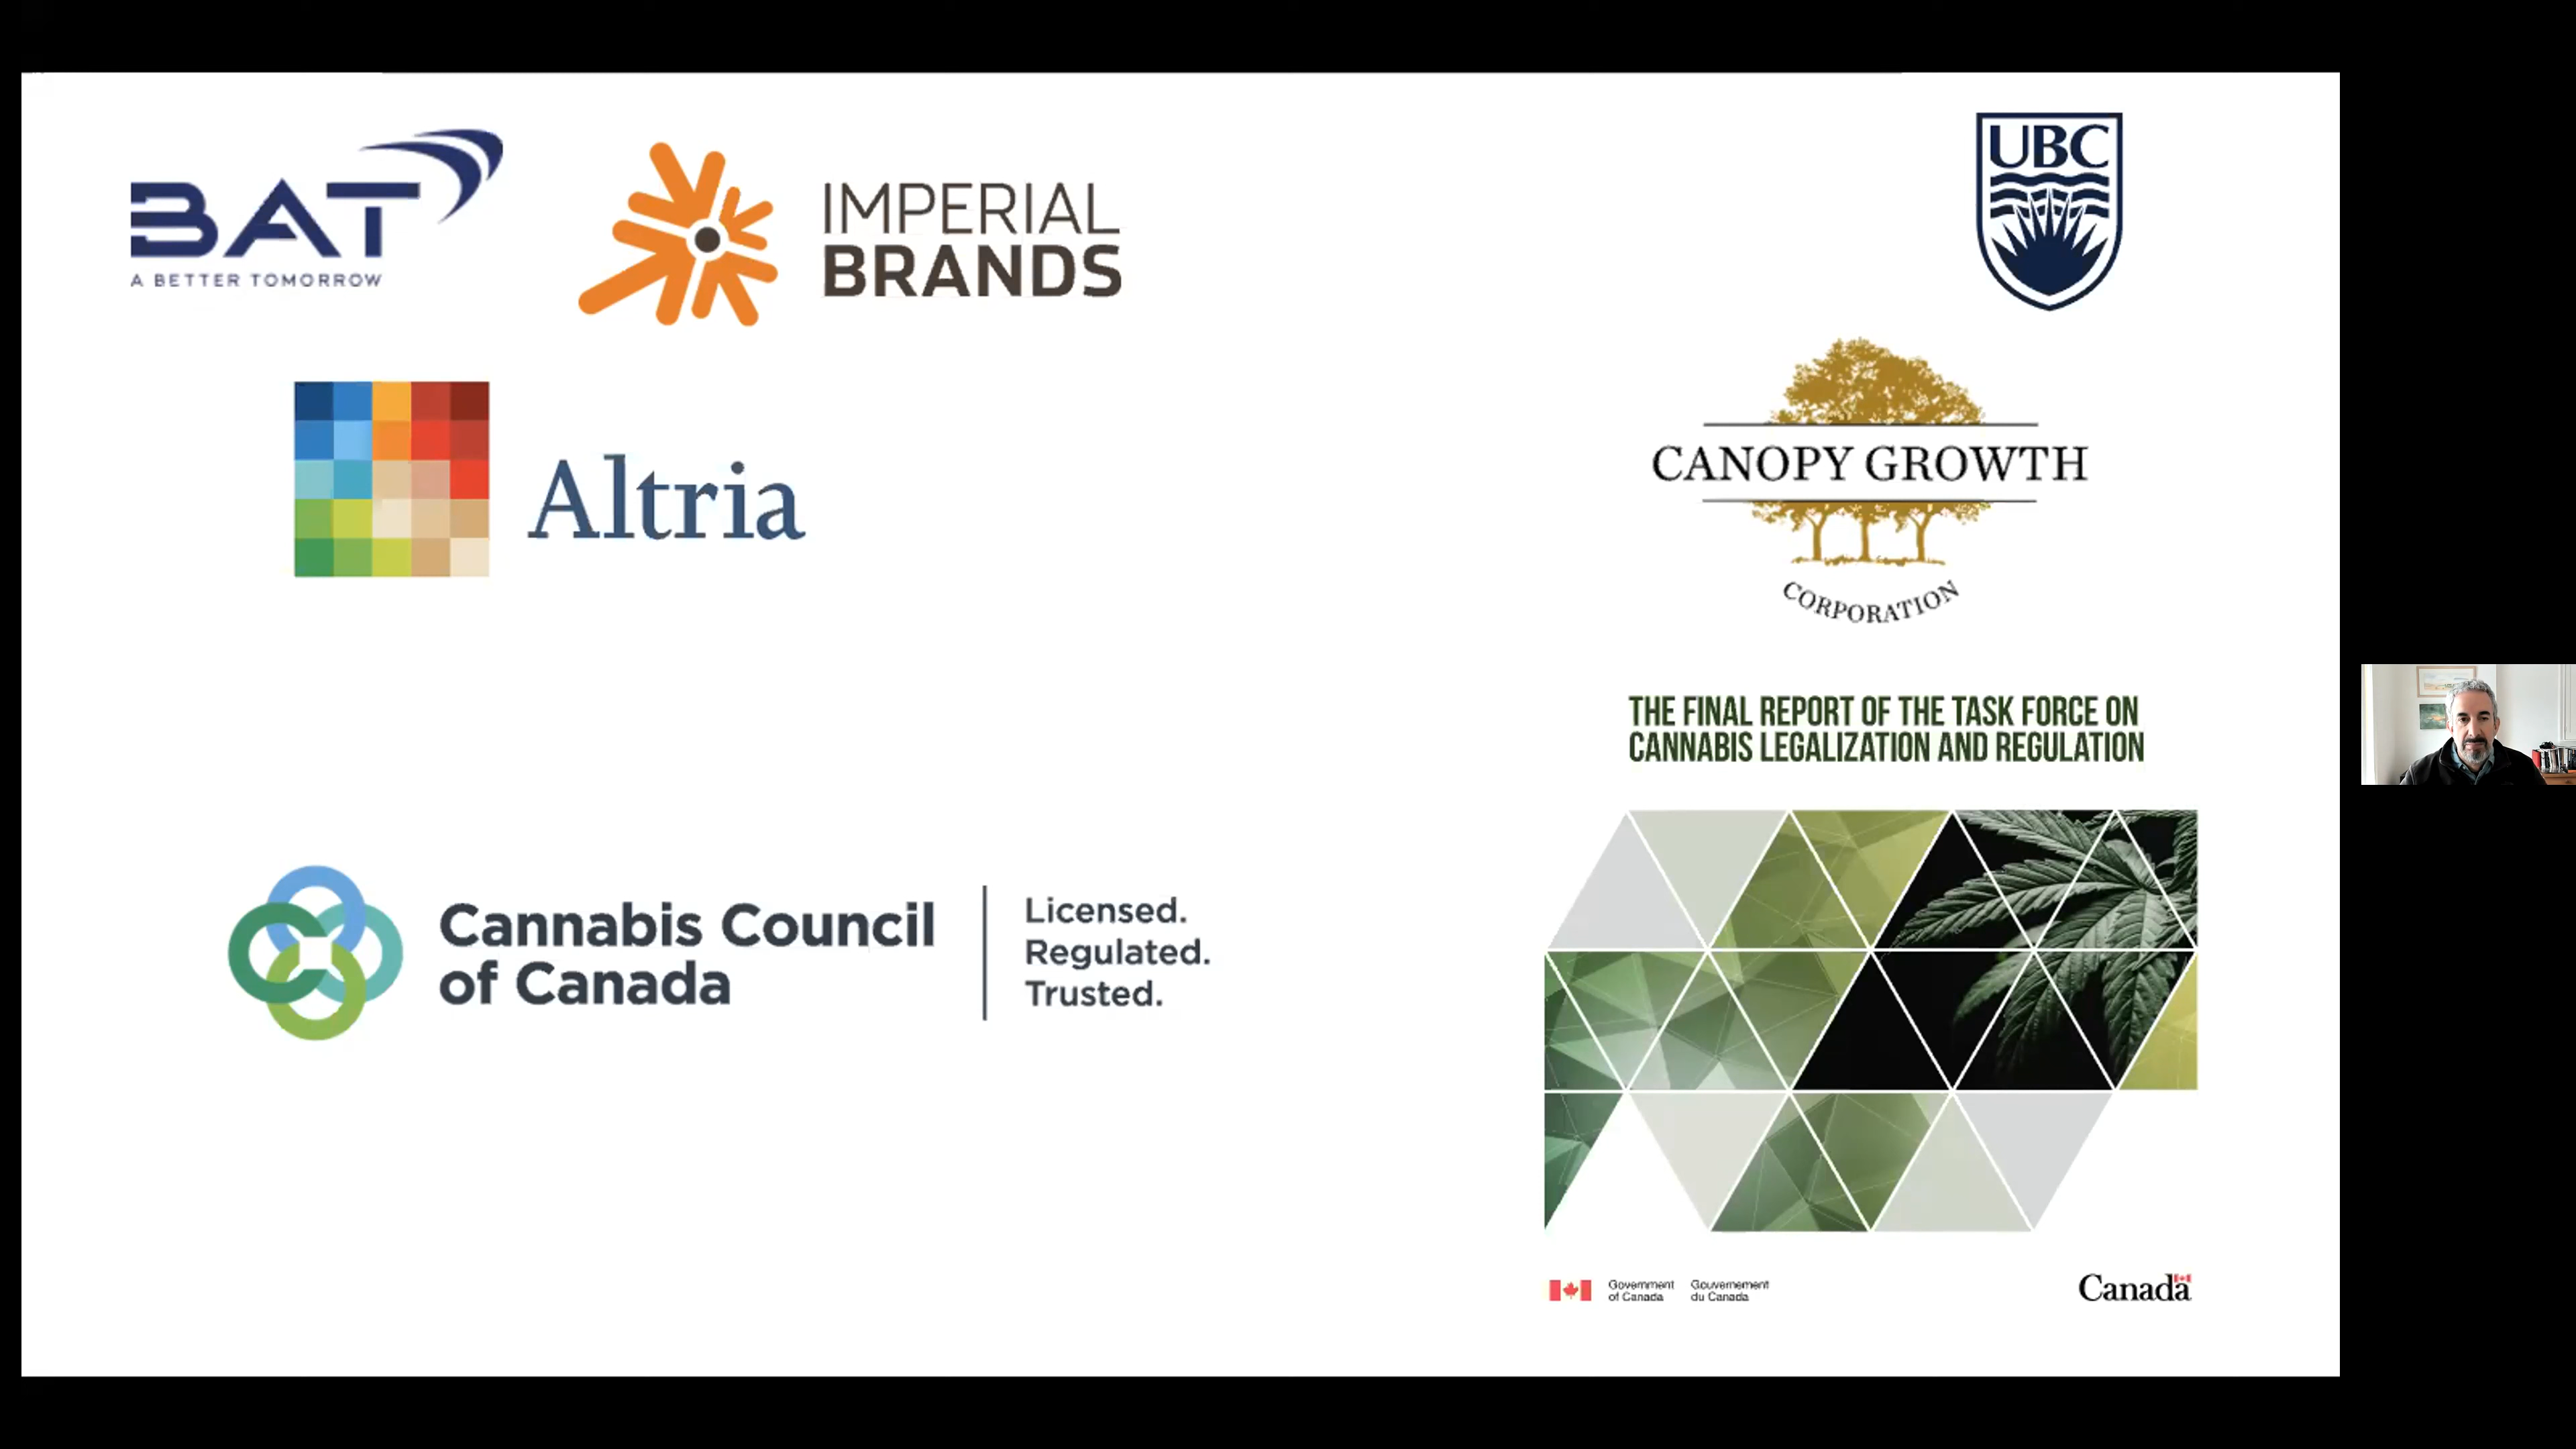 BAT
A BETTER TOMORROW
IMPERIAL
BRANDS
UBC
Altria
CANOPY GROWTH
CORPORATION
THE FINAL REPORT OF THE TASK FORCE ON
CANNABIS LEGALIZATION AND REGULATION
Cannabis Council
of Canada
Licensed.
Regulated.
Trusted.
Government
of Canada
Gouvernement
du Canada
Canada